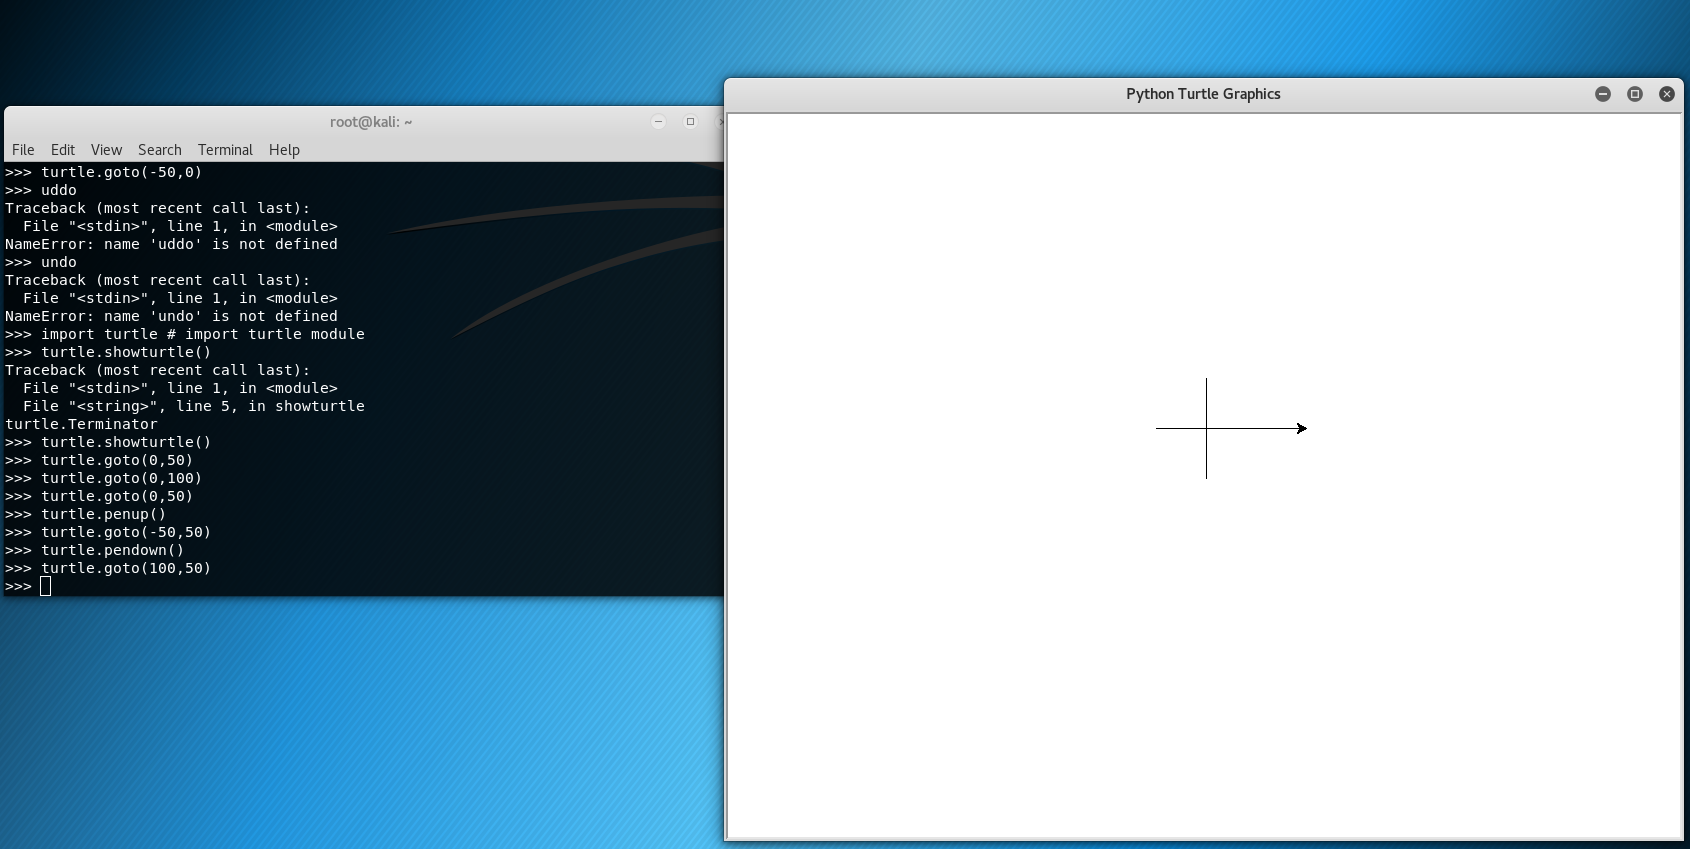 Python Turtle Graphics
root@kali: ~
File Edit View Search Terminal Help
>>> turtle.goto(-50,0)
>>> uddo
Traceback (most recent call last):
  File "<stdin>", line 1, in <module>
NameError: name 'uddo' is not defined
>>> undo
Traceback (most recent call last):
  File "<stdin>", line 1, in <module>
NameError: name 'undo' is not defined
>>> import turtle # import turtle module
>>> turtle.showturtle()
Traceback (most recent call last):
  File "<stdin>", line 1, in <module>
  File "<string>", line 5, in showturtle
turtle.Terminator
>>> turtle.showturtle()
>>> turtle.goto(0,50)
>>> turtle.goto(0,100)
>>> turtle.goto(0,50)
>>> turtle.penup()
>>> turtle.goto(-50,50)
>>> turtle.pendown()
>>> turtle.goto(100,50)
>>>